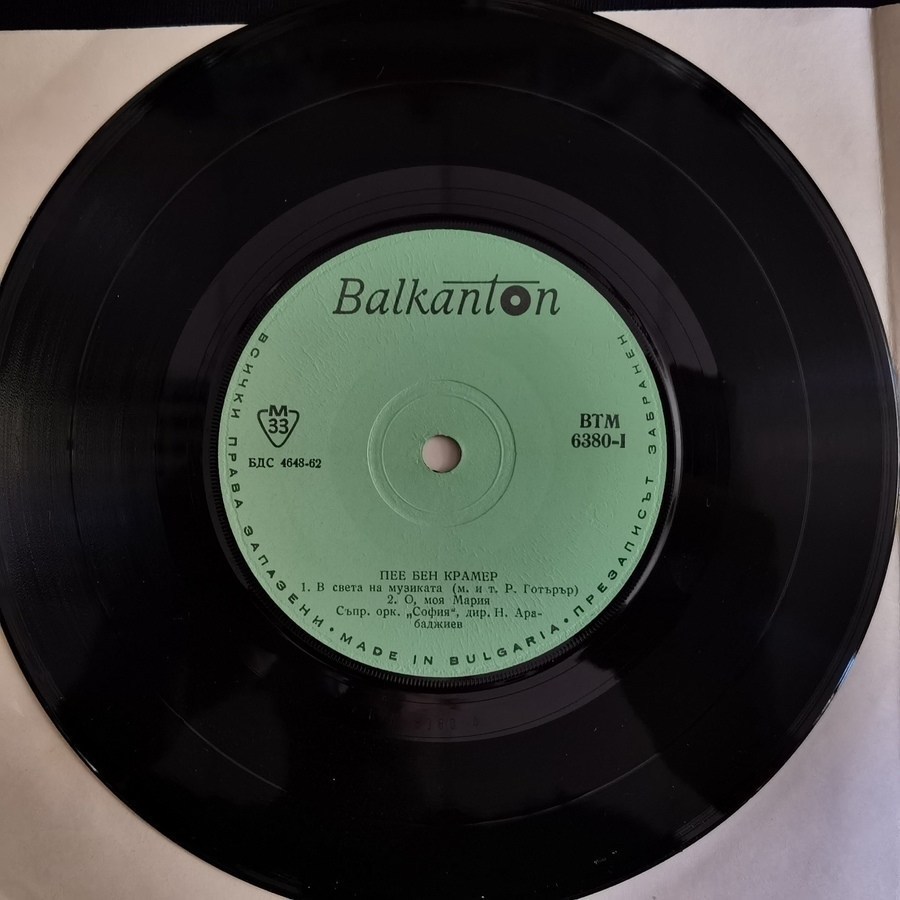 Balkanton
М
33
БДС 4648-62
ВТМ
6380-I
ПЕЕ БЕН КРАМЕР
1. В света на музиката (м. и т. Р. Готърър)
2. О, моя Мария
Съпр. орк. „София“, дир. Н. Ара-
баджиев
ВСИЧКИ ПРАВА ЗАПАЗЕНИ • MADE IN BULGARIA • ПРЕЗАПИСЪТ ЗАБРАНЕН